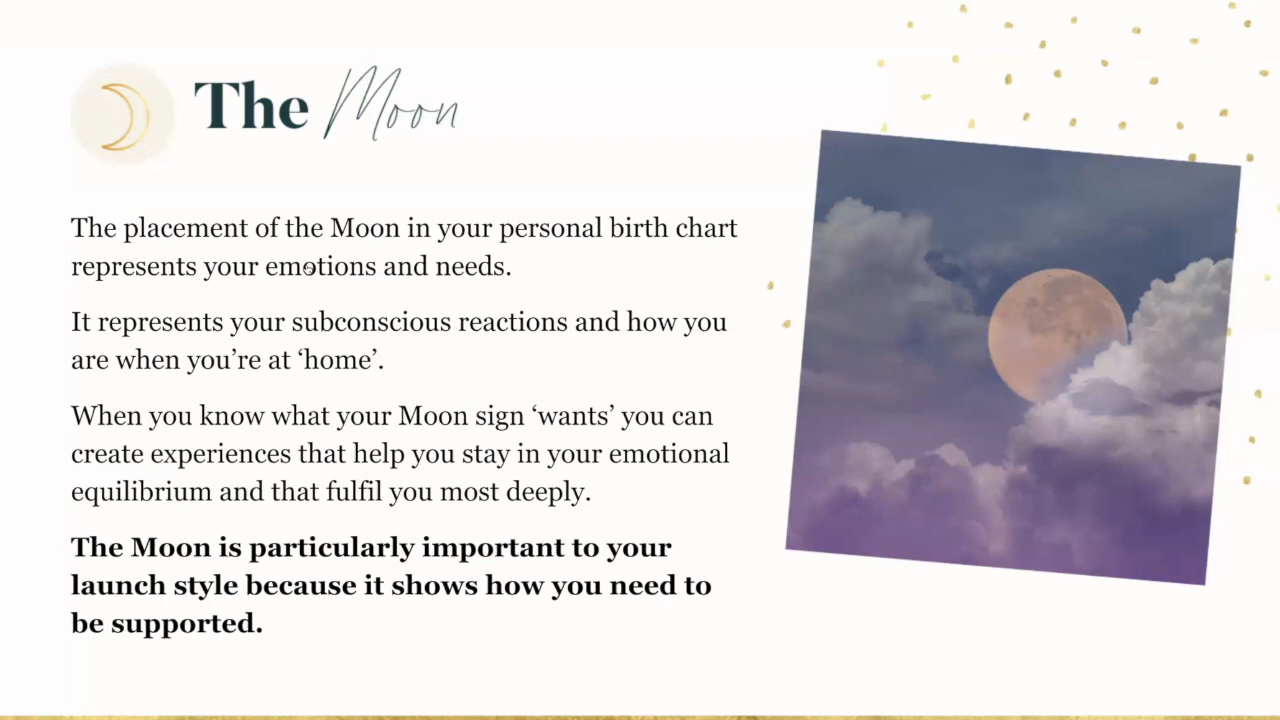 The Moon
The placement of the Moon in your personal birth chart
represents your emotions and needs.
It represents your subconscious reactions and how you
are when you’re at ‘home’.
When you know what your Moon sign ‘wants’ you can
create experiences that help you stay in your emotional
equilibrium and that fulfil you most deeply.
The Moon is particularly important to your
launch style because it shows how you need to
be supported.